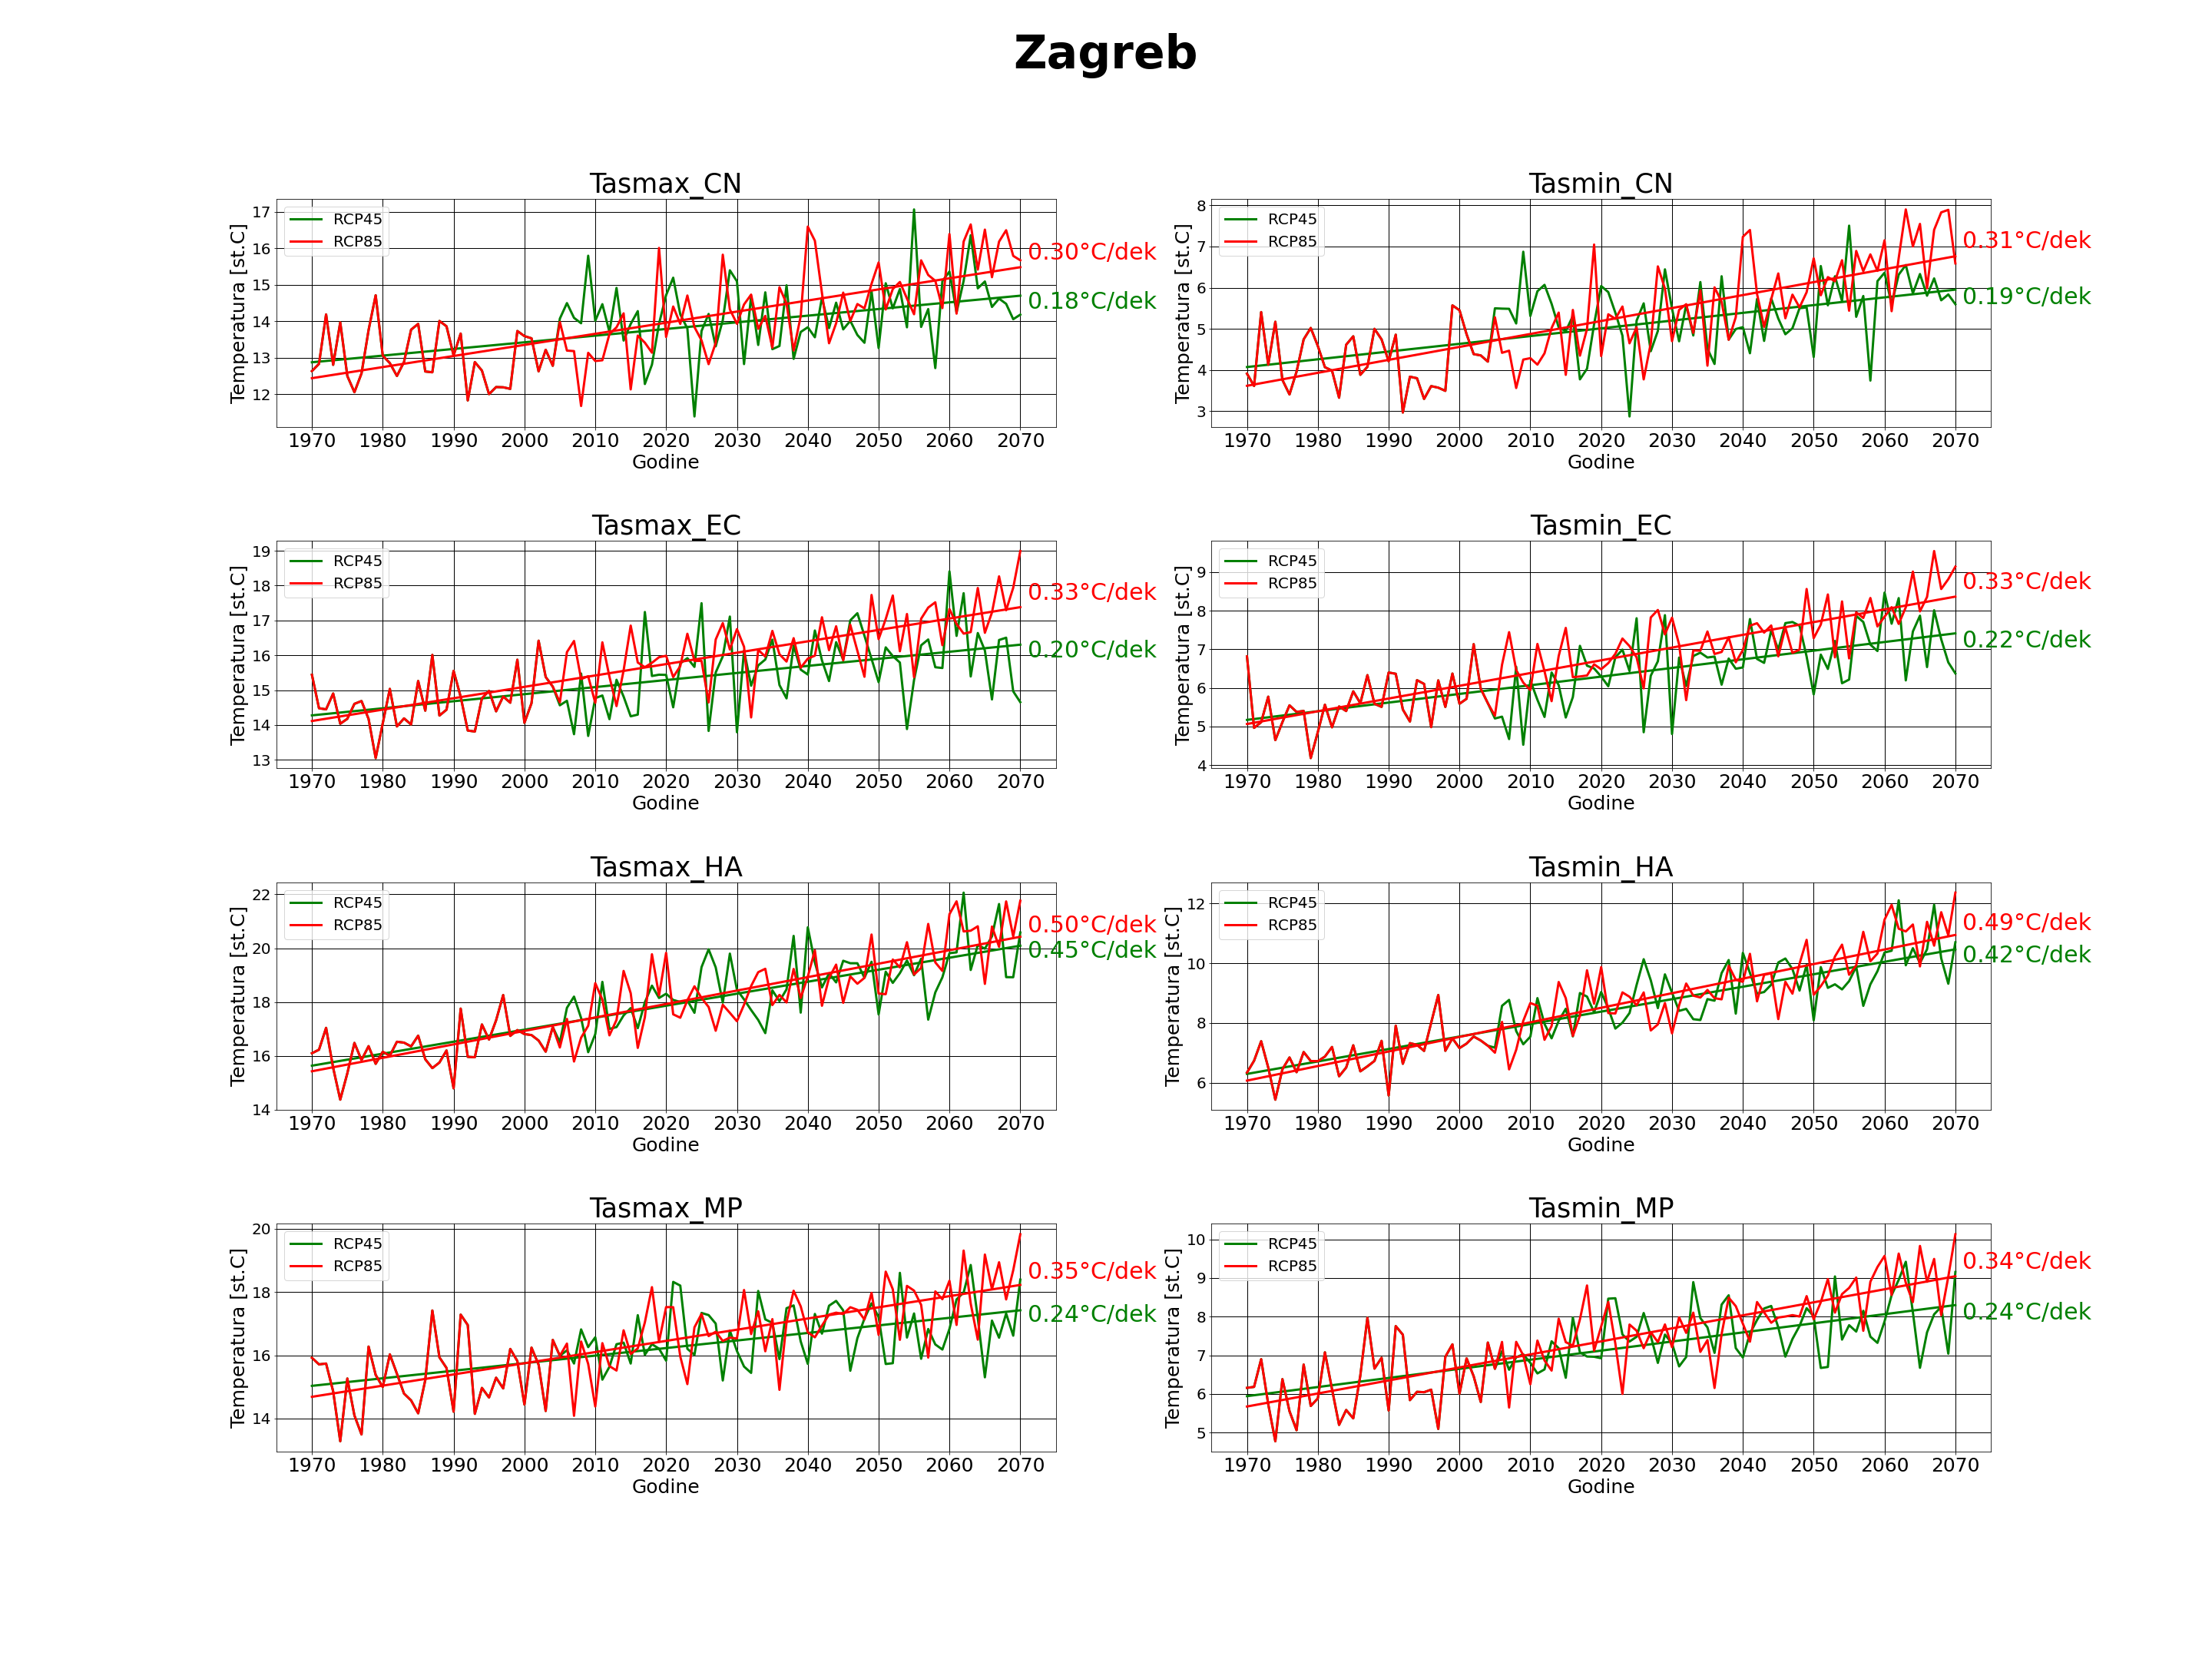 Zagreb
Tasmax_CN
Temperatura [st.C]
17
16
15
14
13
12
RCP45
RCP85
0.30°C/dek
0.18°C/dek
1970 1980 1990 2000 2010 2020 2030 2040 2050 2060 2070
Godine
Tasmin_CN
Temperatura [st.C]
8
7
6
5
4
3
RCP45
RCP85
0.31°C/dek
0.19°C/dek
1970 1980 1990 2000 2010 2020 2030 2040 2050 2060 2070
Godine
Tasmax_EC
Temperatura [st.C]
19
18
17
16
15
14
13
RCP45
RCP85
0.33°C/dek
0.20°C/dek
1970 1980 1990 2000 2010 2020 2030 2040 2050 2060 2070
Godine
Tasmin_EC
Temperatura [st.C]
9
8
7
6
5
4
RCP45
RCP85
0.33°C/dek
0.22°C/dek
1970 1980 1990 2000 2010 2020 2030 2040 2050 2060 2070
Godine
Tasmax_HA
Temperatura [st.C]
22
20
18
16
14
RCP45
RCP85
0.50°C/dek
0.45°C/dek
1970 1980 1990 2000 2010 2020 2030 2040 2050 2060 2070
Godine
Tasmin_HA
Temperatura [st.C]
12
10
8
6
RCP45
RCP85
0.49°C/dek
0.42°C/dek
1970 1980 1990 2000 2010 2020 2030 2040 2050 2060 2070
Godine
Tasmax_MP
Temperatura [st.C]
20
18
16
14
RCP45
RCP85
0.35°C/dek
0.24°C/dek
1970 1980 1990 2000 2010 2020 2030 2040 2050 2060 2070
Godine
Tasmin_MP
Temperatura [st.C]
10
9
8
7
6
5
RCP45
RCP85
0.34°C/dek
0.24°C/dek
1970 1980 1990 2000 2010 2020 2030 2040 2050 2060 2070
Godine